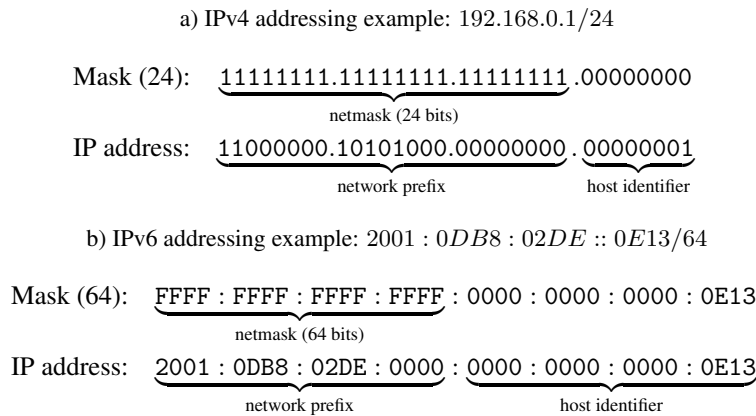 a) IPv4 addressing example: 192.168.0.1/24
Mask (24): 11111111.11111111.11111111.00000000
netmask (24 bits)
IP address: 11000000.10101000.00000000.00000001
network prefix host identifier
b) IPv6 addressing example: 2001 : 0DB8 : 02DE :: 0E13/64
Mask (64): FFFF : FFFF : FFFF : FFFF : 0000 : 0000 : 0000 : 0E13
netmask (64 bits)
IP address: 2001 : 0DB8 : 02DE : 0000 : 0000 : 0000 : 0000 : 0E13
network prefix host identifier